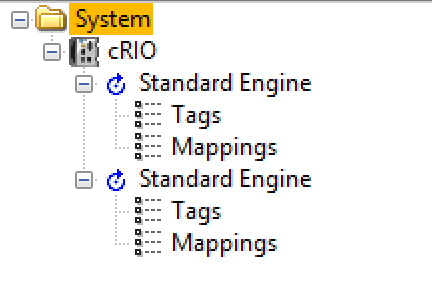 System
cRIO
Standard Engine
Tags
Mappings
Standard Engine
Tags
Mappings